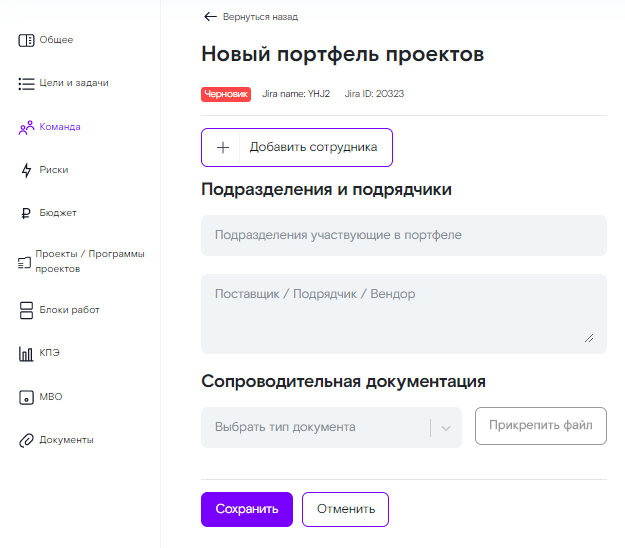 Вернуться назад
Новый портфель проектов
Черновик Jira name: YHJ2 Jira ID: 20323
Общее
Цели и задачи
Команда
Риски
Бюджет
Проекты / Программы
проектов
Блоки работ
КПЭ
МВО
Документы
Добавить сотрудника
Подразделения и подрядчики
Подразделения участвующие в портфеле
Поставщик / Подрядчик / Вендор
Сопроводительная документация
Выбрать тип документа
Прикрепить файл
Сохранить
Отменить